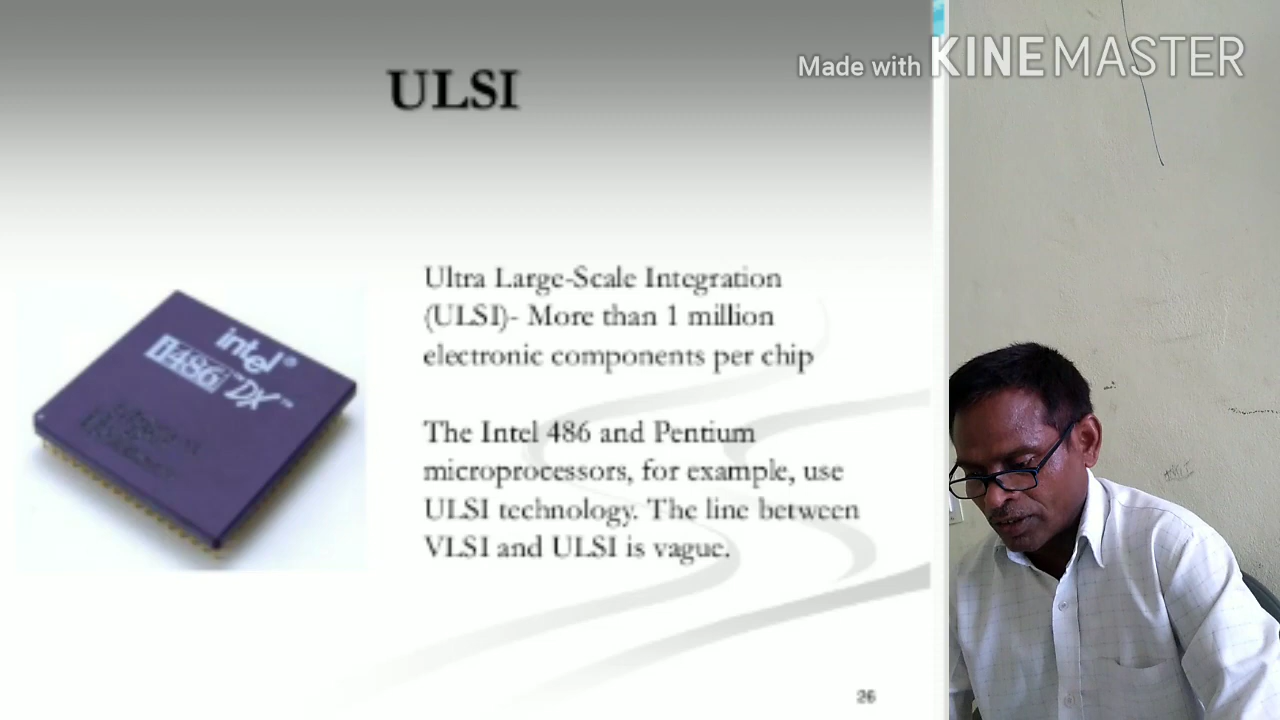 ULSI
Made with KINEMASTER
Ultra Large-Scale Integration
(ULSI)- More than 1 million
electronic components per chip
intel®
i486™DX™
The Intel 486 and Pentium
microprocessors, for example, use
ULSI technology. The line between
VLSI and ULSI is vague.
26